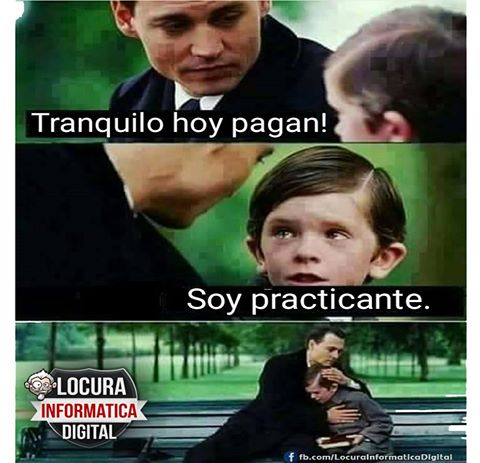 Tranquilo hoy pagan!
Soy practicante.
LOCURA
INFORMATICA
DIGITAL
f fb.com/LocuraInformaticaDigital